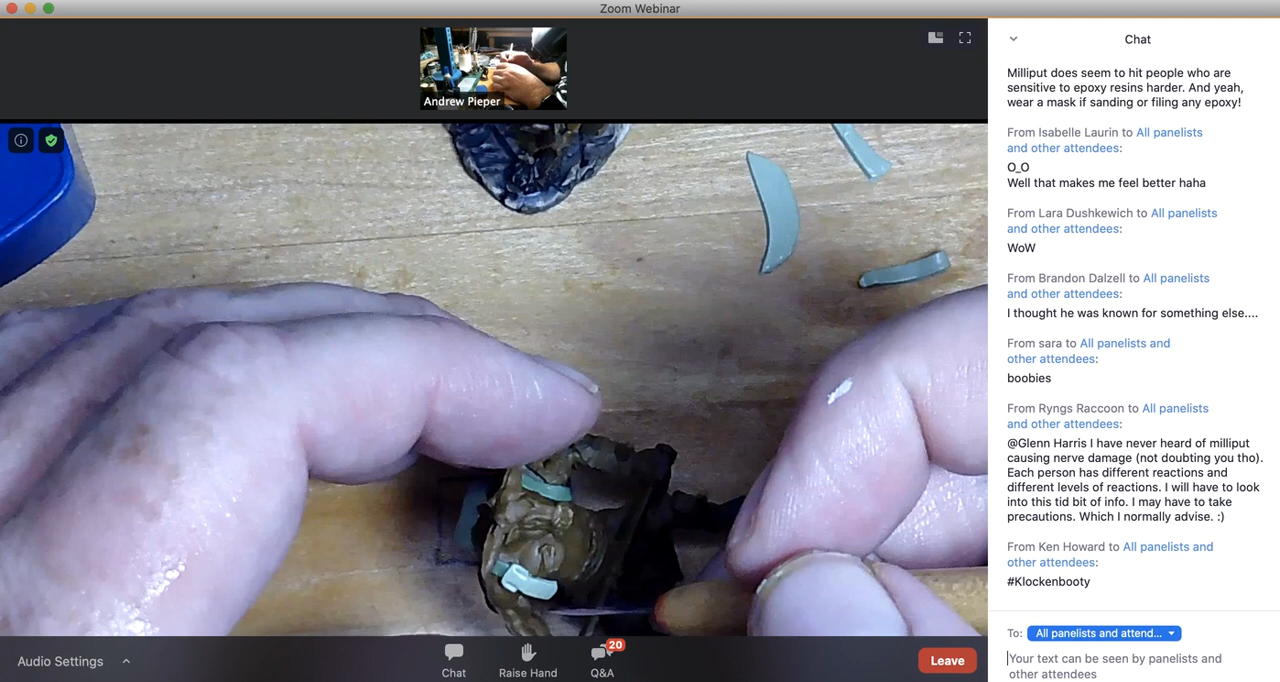 Zoom Webinar
Andrew Pieper
Chat
Milliput does seem to hit people who are
sensitive to epoxy resins harder. And yeah,
wear a mask if sanding or filing any epoxy!
From Isabelle Laurin to All panelists
and other attendees:
O_O
Well that makes me feel better haha
From Lara Dushkewich to All panelists
and other attendees:
WoW
From Brandon Dalzell to All panelists
and other attendees:
I thought he was known for something else....
From sara to All panelists and
other attendees:
boobies
From Ryngs Raccoon to All panelists
and other attendees:
@Glenn Harris I have never heard of milliput
causing nerve damage (not doubting you tho).
Each person has different reactions and
different levels of reactions. I will have to look
into this tid bit of info. I may have to take
precautions. Which I normally advise. :)
From Ken Howard to All panelists and
other attendees:
#Klockenbooty
To: All panelists and attend...
Your text can be seen by panelists and
other attendees
Audio Settings
Chat
Raise Hand
20
Q&A
Leave